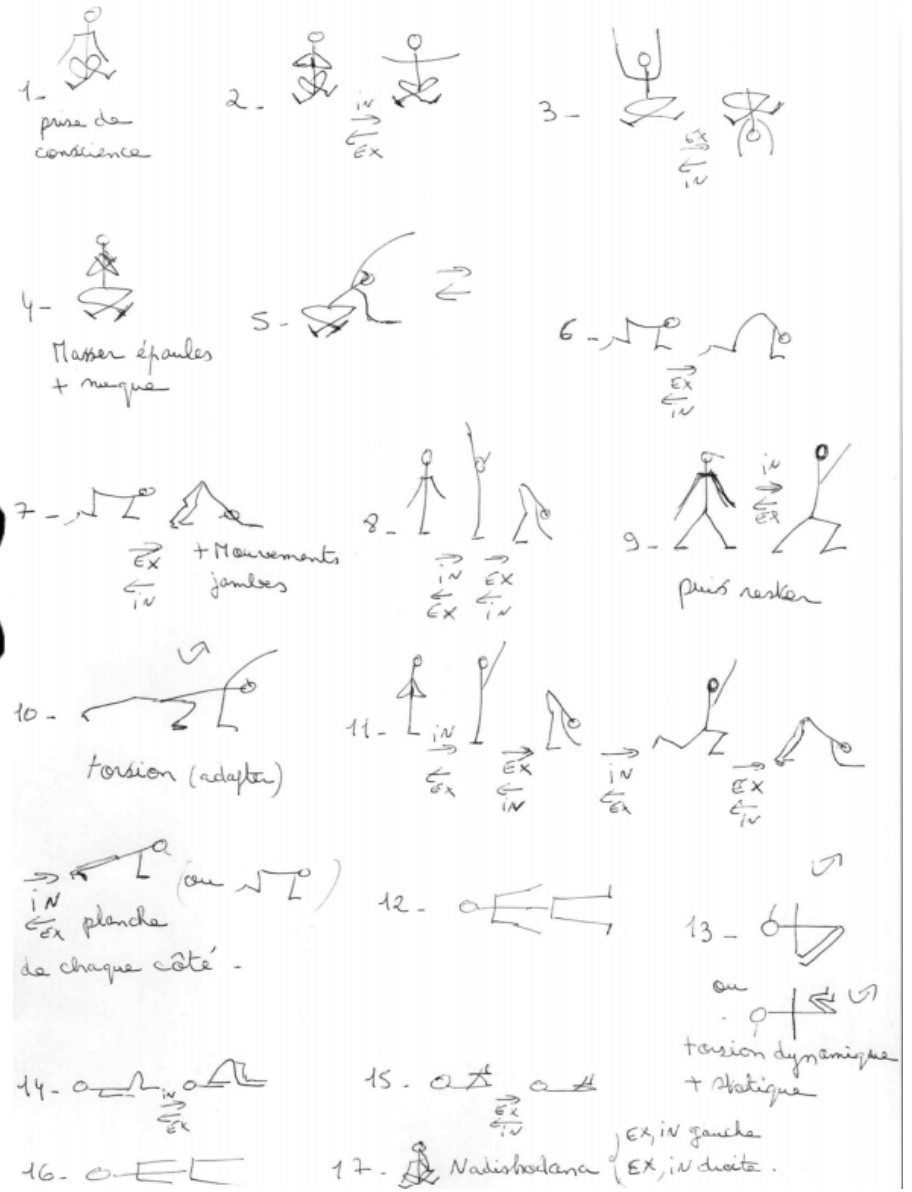 1- prise de
conscience
2- iN
EX
3- EX
iN
4- Masser épaules
+ nuque
5-
6- EX
iN
7- EX
iN
+ Mouvements
jambes
8- iN EX
EX iN
9- iN
EX
puis rester
10- torsion (adapter)
11- iN EX iN EX
EX iN EX iN
iN
EX planche (ou )
de chaque côté -
12-
13-
ou
torsion dynamique
+ statique
14- iN
EX
15- EX
iN
16-
17- Nadishodana { EX, iN gauche
EX, iN droite.